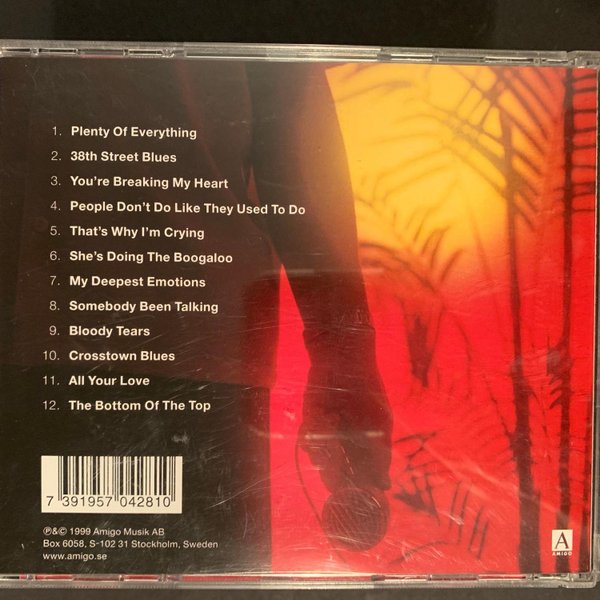 1. Plenty Of Everything
2. 38th Street Blues
3. You're Breaking My Heart
4. People Don't Do Like They Used To Do
5. That's Why I'm Crying
6. She's Doing The Boogaloo
7. My Deepest Emotions
8. Somebody Been Talking
9. Bloody Tears
10. Crosstown Blues
11. All Your Love
12. The Bottom Of The Top
7 391957 042810
℗&© 1999 Amigo Musik AB
Box 6058, S-102 31 Stockholm, Sweden
www.amigo.se
A
AMIGO